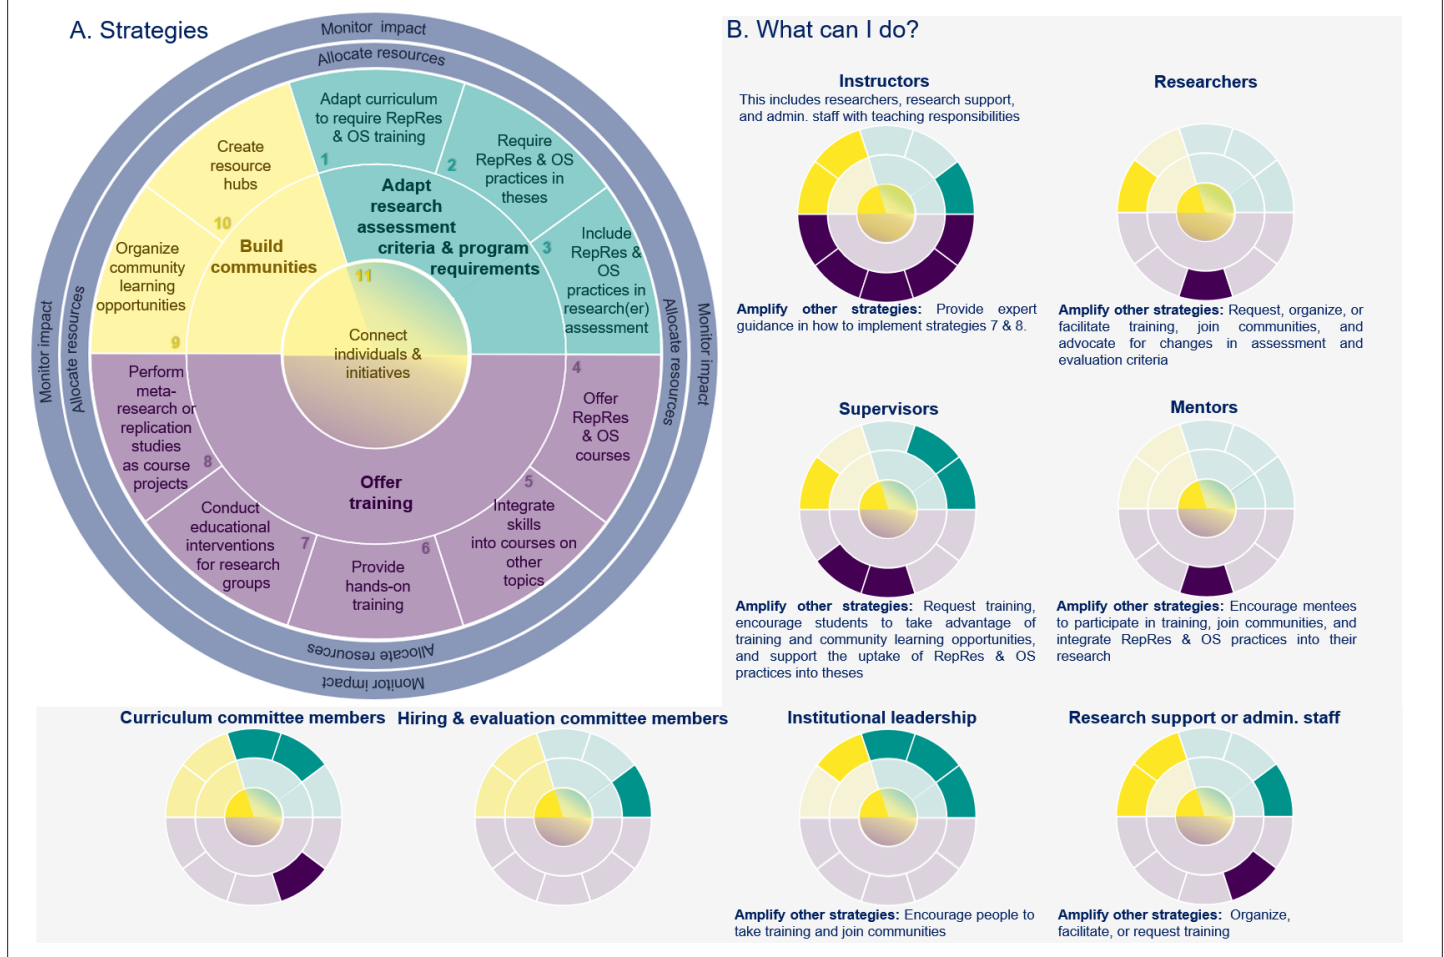 A. Strategies
Monitor impact
Allocate resources
Adapt curriculum
to require RepRes
& OS training
1
Require
RepRes & OS
practices in
theses
2
Include
RepRes &
OS
practices in
research(er)
assessment
3
Adapt
research
assessment
criteria & program
requirements
Create
resource
hubs
10
Organize
community
learning
opportunities
9
Build
communities
11
Connect
individuals &
initiatives
Monitor impact
Allocate resources
Allocate resources
Monitor impact
4
Offer
RepRes
& OS
courses
5
Integrate
skills
into courses on
other
topics
6
Provide
hands-on
training
7
Conduct
educational
interventions
for research
groups
8
Perform
meta-
research or
replication
studies
as course
projects
Offer
training
Allocate resources
Monitor impact
B. What can I do?
Instructors
This includes researchers, research support,
and admin. staff with teaching responsibilities
Amplify other strategies: Provide expert
guidance in how to implement strategies 7 & 8.
Researchers
Amplify other strategies: Request, organize, or
facilitate training, join communities, and
advocate for changes in assessment and
evaluation criteria
Supervisors
Amplify other strategies: Request training,
encourage students to take advantage of
training and community learning opportunities,
and support the uptake of RepRes & OS
practices into theses
Mentors
Amplify other strategies: Encourage mentees
to participate in training, join communities, and
integrate RepRes & OS practices into their
research
Curriculum committee members
Hiring & evaluation committee members
Institutional leadership
Amplify other strategies: Encourage people to
take training and join communities
Research support or admin. staff
Amplify other strategies: Organize,
facilitate, or request training